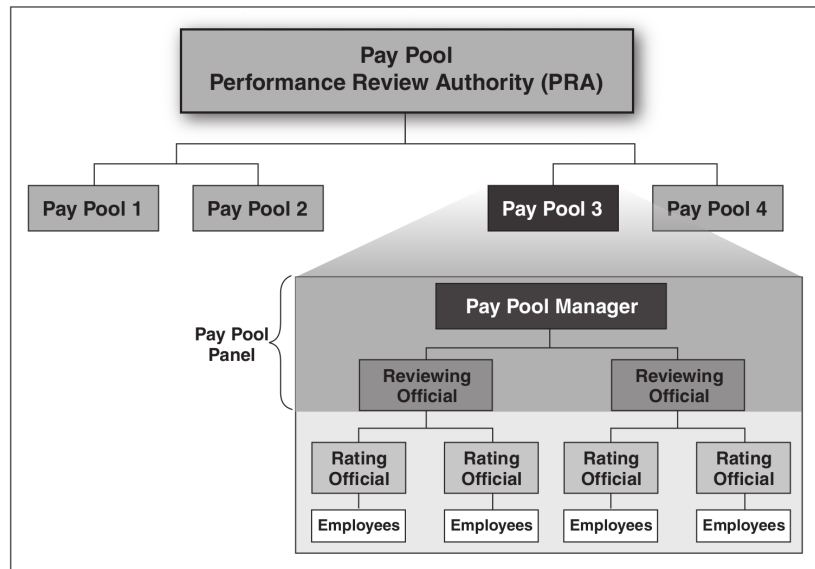 Pay Pool
Performance Review Authority (PRA)
Pay Pool 1
Pay Pool 2
Pay Pool 3
Pay Pool 4
Pay Pool Manager
Pay Pool
Panel
Reviewing
Official
Reviewing
Official
Rating
Official
Rating
Official
Rating
Official
Rating
Official
Employees
Employees
Employees
Employees